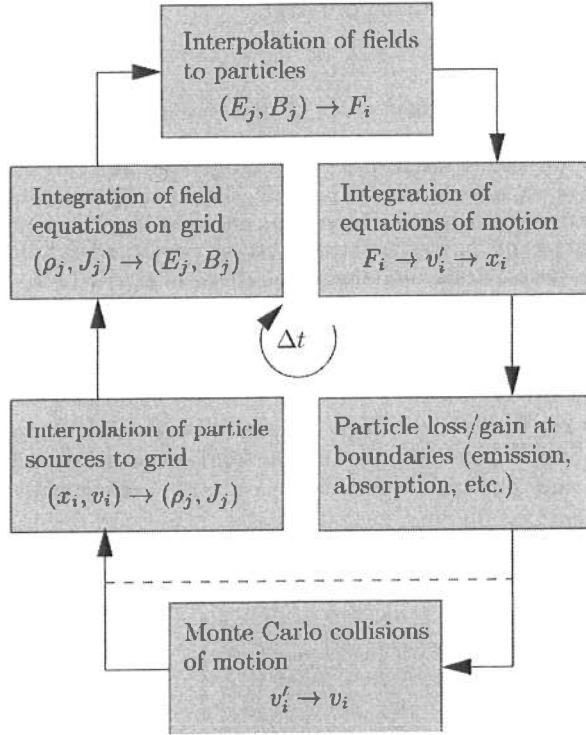 Interpolation of fields
to particles
(E_j, B_j) → F_i
Integration of
equations of motion
F_i → v'_i → x_i
Particle loss/gain at
boundaries (emission,
absorption, etc.)
Monte Carlo collisions
of motion
v'_i → v_i
Interpolation of particle
sources to grid
(x_i, v_i) → (ρ_j, J_j)
Integration of field
equations on grid
(ρ_j, J_j) → (E_j, B_j)
Δt